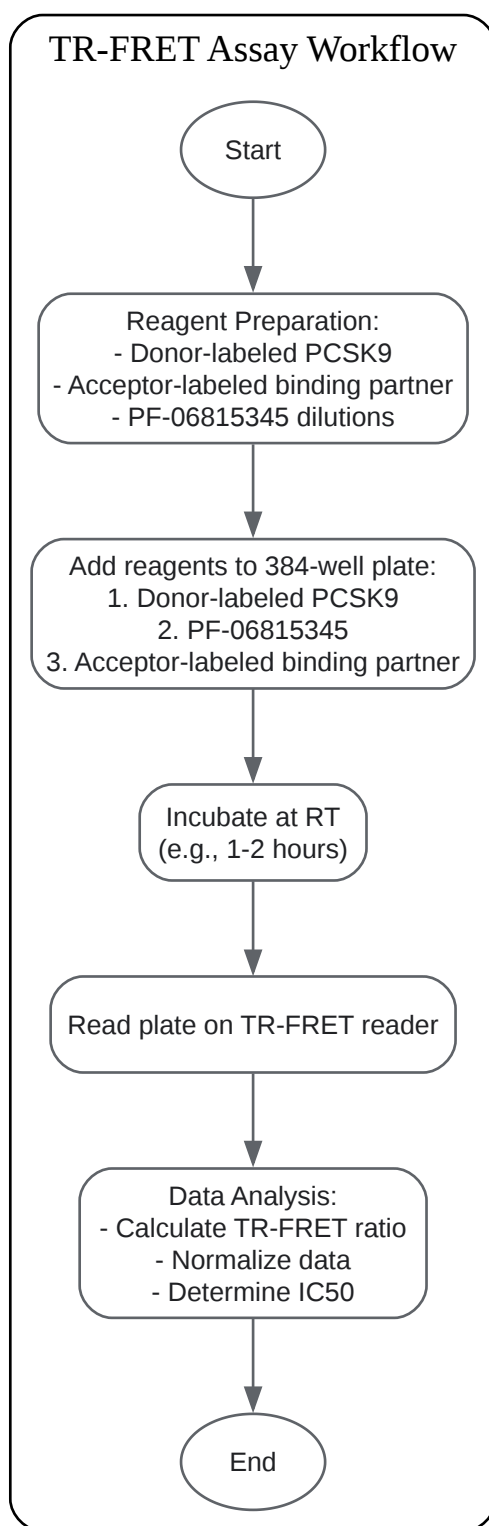 TR-FRET Assay Workflow
Start
Reagent Preparation:
- Donor-labeled PCSK9
- Acceptor-labeled binding partner
- PF-06815345 dilutions
Add reagents to 384-well plate:
1. Donor-labeled PCSK9
2. PF-06815345
3. Acceptor-labeled binding partner
Incubate at RT
(e.g., 1-2 hours)
Read plate on TR-FRET reader
Data Analysis:
- Calculate TR-FRET ratio
- Normalize data
- Determine IC50
End